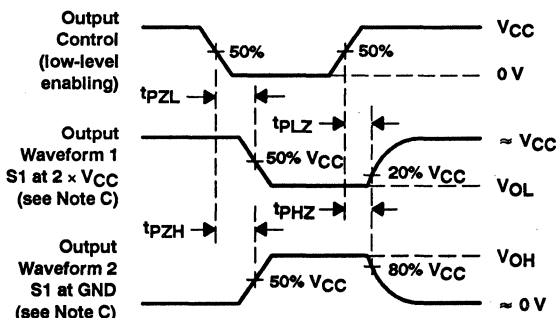 Output
Control
(low-level
enabling)
50%
50%
VCC
0 V
tPZL
tPLZ
Output
Waveform 1
S1 at 2 × VCC
(see Note C)
50% VCC
20% VCC
≈ VCC
VOL
tPZH
tPHZ
Output
Waveform 2
S1 at GND
(see Note C)
50% VCC
80% VCC
VOH
≈ 0 V